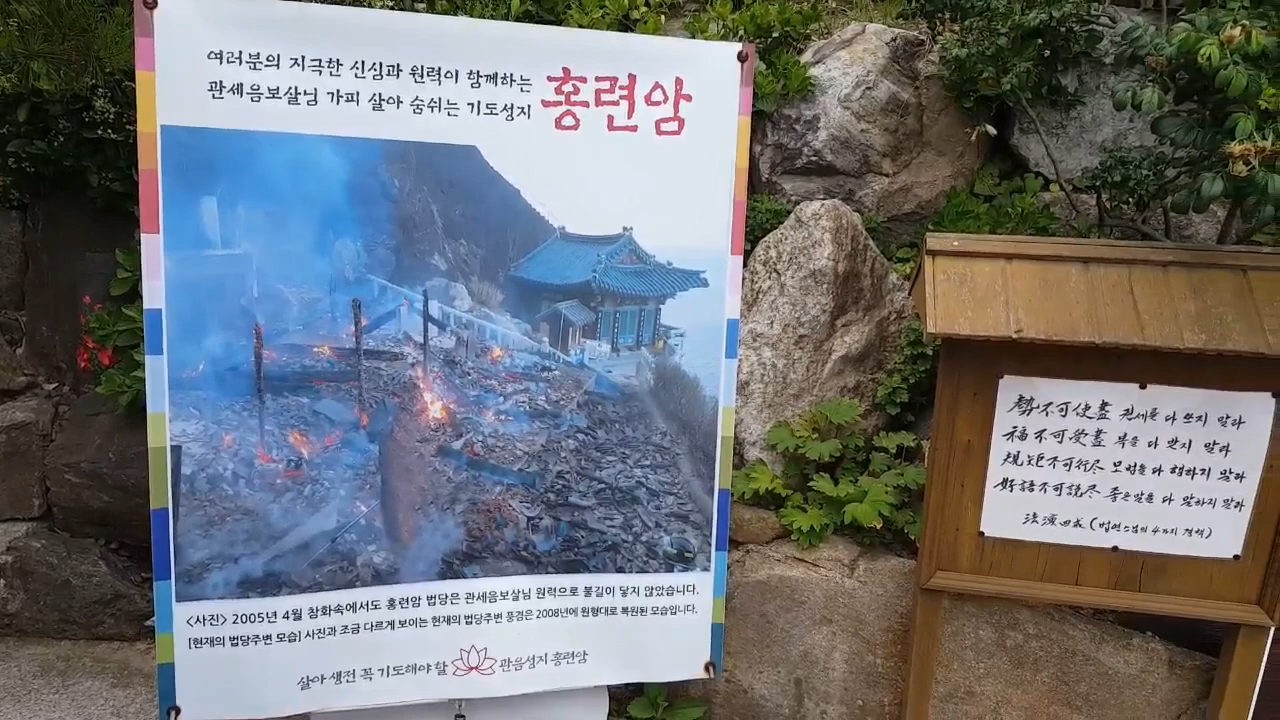 여러분의 지극한 신심과 원력이 함께하는
관세음보살님 가피 살아 숨쉬는 기도성지
홍련암
<사진> 2005년 4월 참화속에서도 홍련암 법당은 관세음보살님 원력으로 불길이 닿지 않았습니다.
[현재의 법당주변 모습] 사진과 조금 다르게 보이는 현재의 법당주변 풍경은 2008년에 원형대로 복원된 모습입니다.
살아 생전 꼭 기도해야 할 관음성지 홍련암
勢不可使盡 권세를 다 쓰지 말라
福不可受盡 복을 다 받지 말라
規矩不可行尽 모범을 다 행하지 말라
好語不可說尽 좋은말을 다 말하지 말라
法演四戒 (법연스님의 4가지 경책)